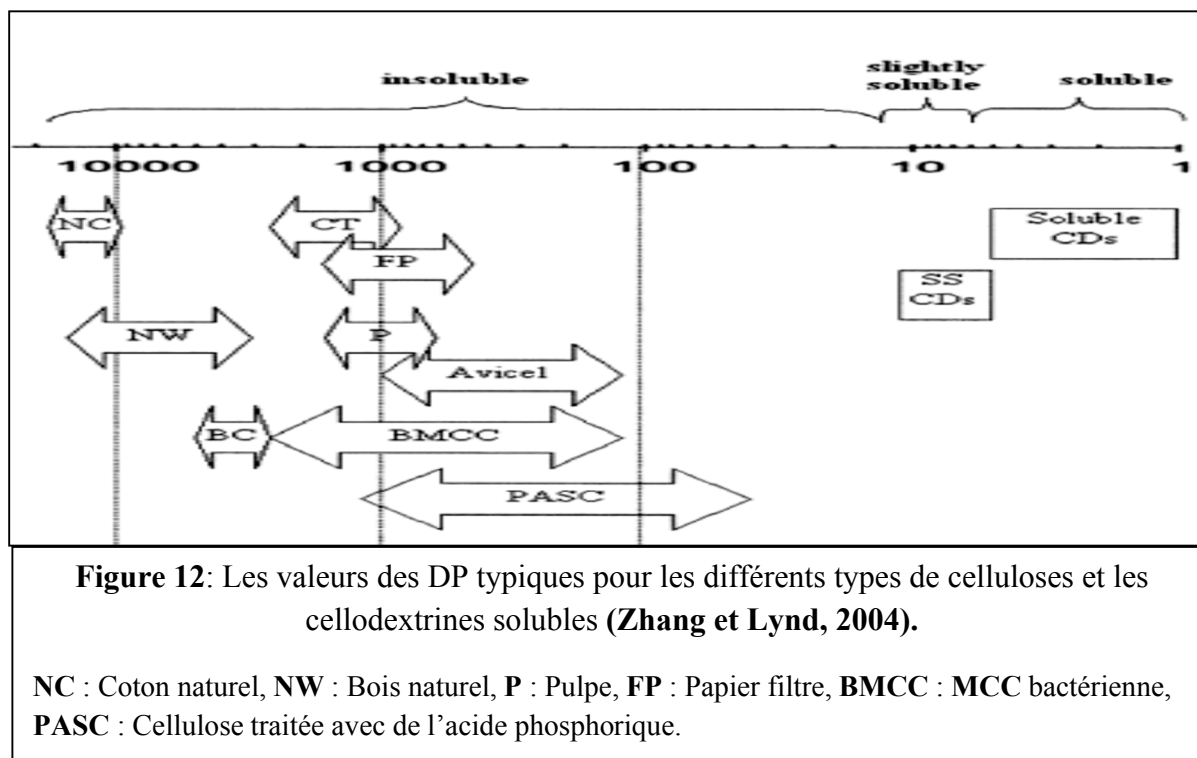 insoluble
slightly
soluble
soluble
10000 1000 100 10 1
NC CT Soluble
CDs
FP
SS
CDs
NW P
Avicel
BC BMCC
PASC
Figure 12: Les valeurs des DP typiques pour les différents types de celluloses et les
cellodextrines solubles (Zhang et Lynd, 2004).
NC : Coton naturel, NW : Bois naturel, P : Pulpe, FP : Papier filtre, BMCC : MCC bactérienne,
PASC : Cellulose traitée avec de l’acide phosphorique.